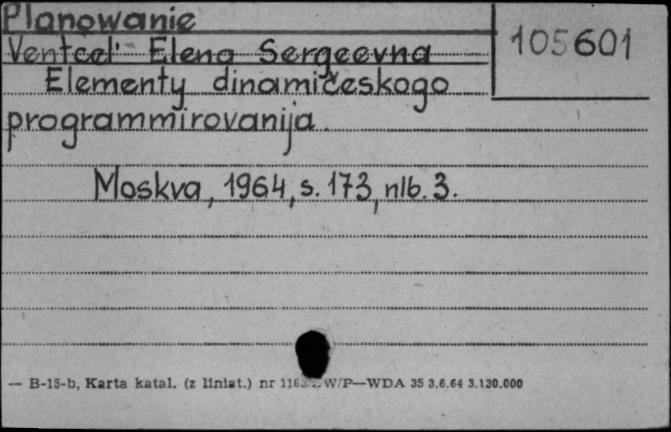 Planowanie
105601
Ventcel' Elena Sergeevna
Elementy dinamičeskogo
programmirovanija
Moskva, 1964, s. 173, nlb. 3.
— B-15-b, Karta katal. (z liniat.) nr W/P—WDA 35 3.6.64 3.130.000